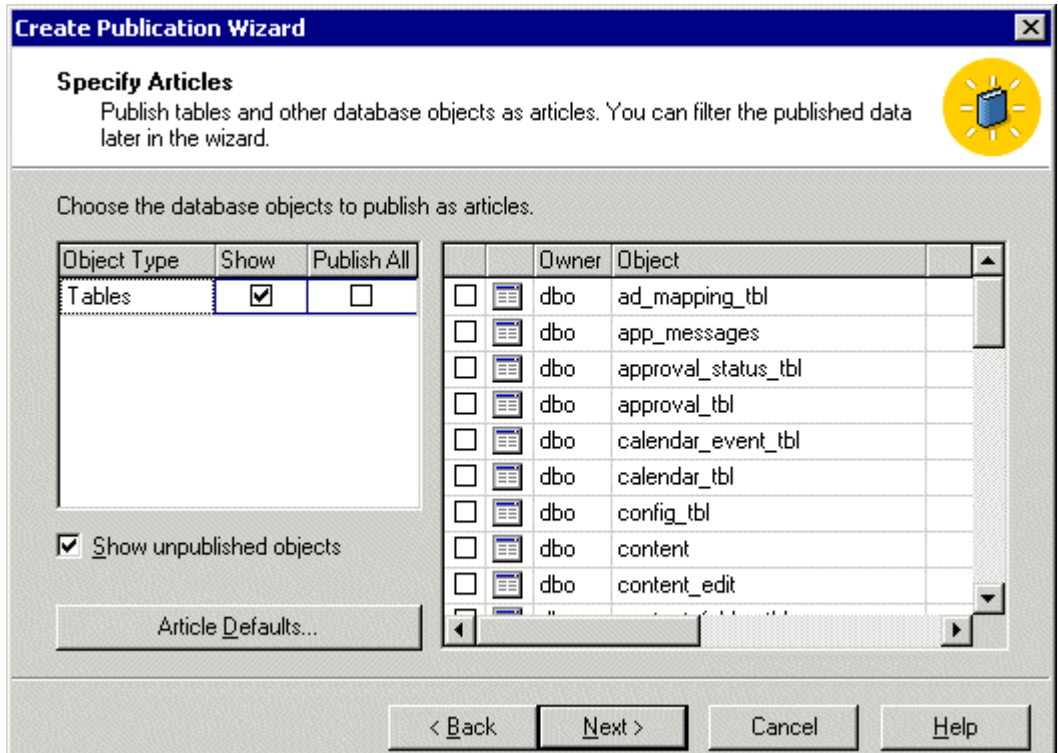 Create Publication Wizard
Specify Articles
Publish tables and other database objects as articles. You can filter the published data
later in the wizard.
Choose the database objects to publish as articles.
Object Type Show Publish All
Tables
Owner Object
dbo ad_mapping_tbl
dbo app_messages
dbo approval_status_tbl
dbo approval_tbl
dbo calendar_event_tbl
dbo calendar_tbl
dbo config_tbl
dbo content
dbo content_edit
Show unpublished objects
Article Defaults...
< Back Next > Cancel Help